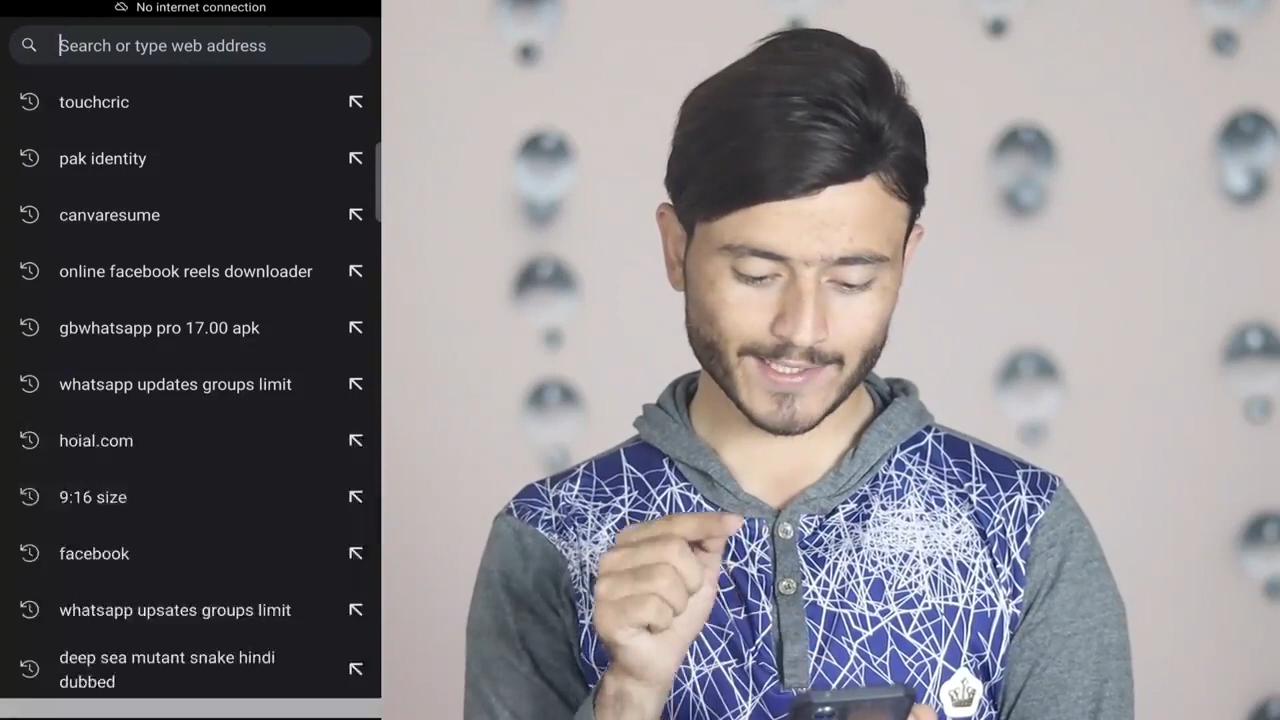 No internet connection
Search or type web address
touchcric
pak identity
canvaresume
online facebook reels downloader
gbwhatsapp pro 17.00 apk
whatsapp updates groups limit
hoial.com
9:16 size
facebook
whatsapp upsates groups limit
deep sea mutant snake hindi
dubbed